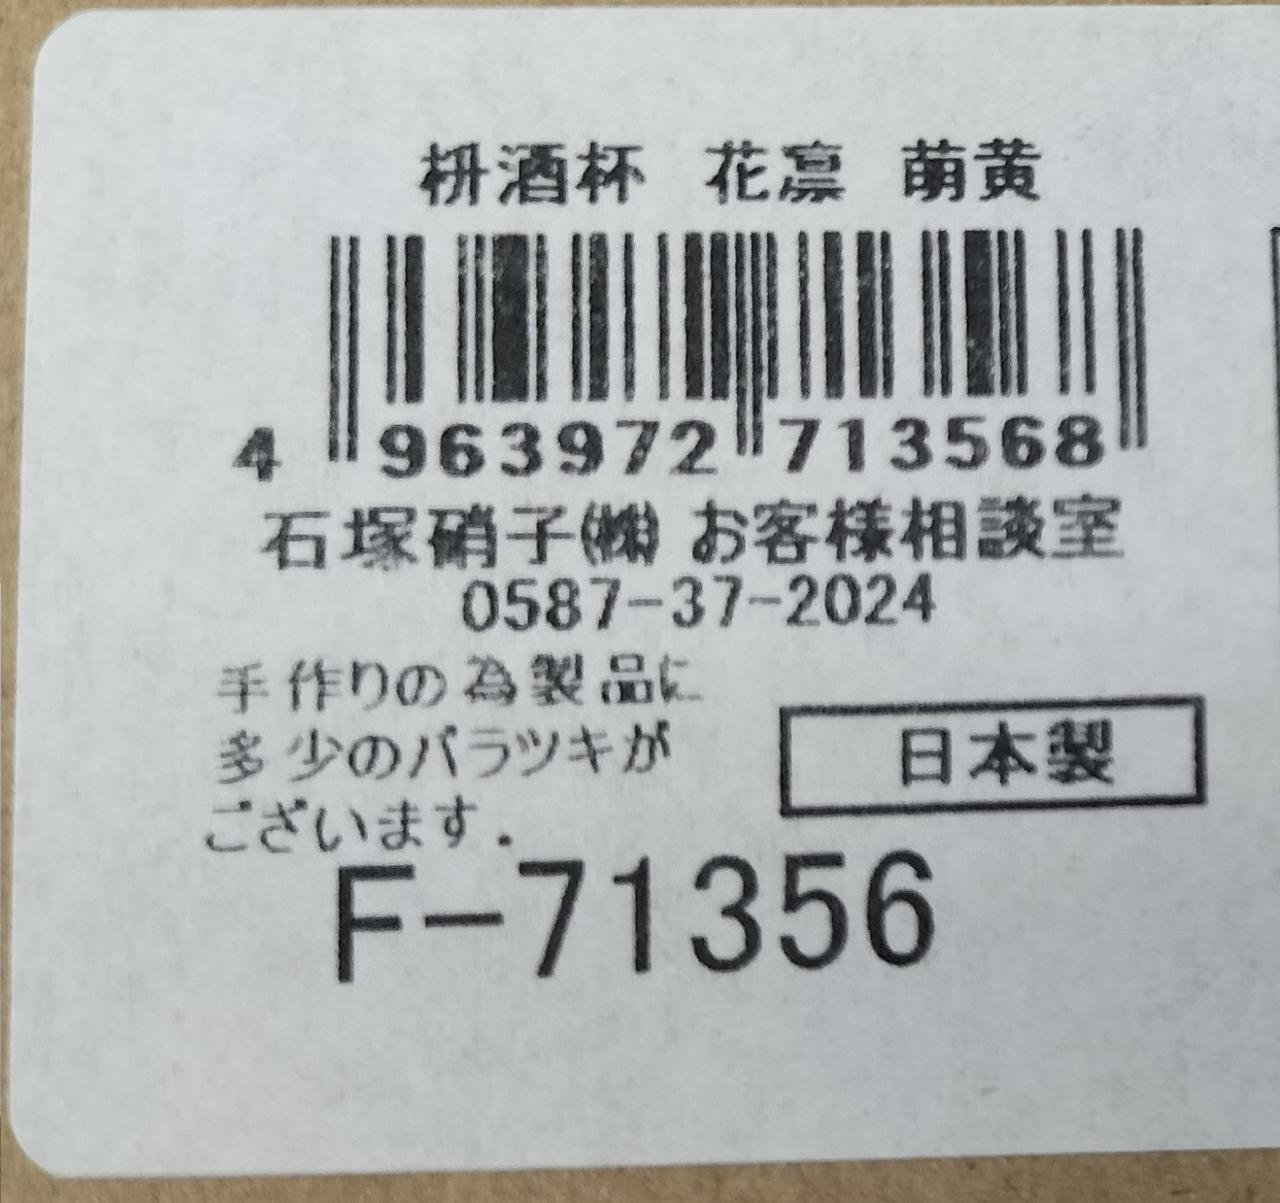 枡酒杯 花凛 萌黄
4 963972 713568
石塚硝子㈱ お客様相談室
0587-37-2024
手作りの為製品に
多少のバラツキが
ございます.
日本製
F-71356